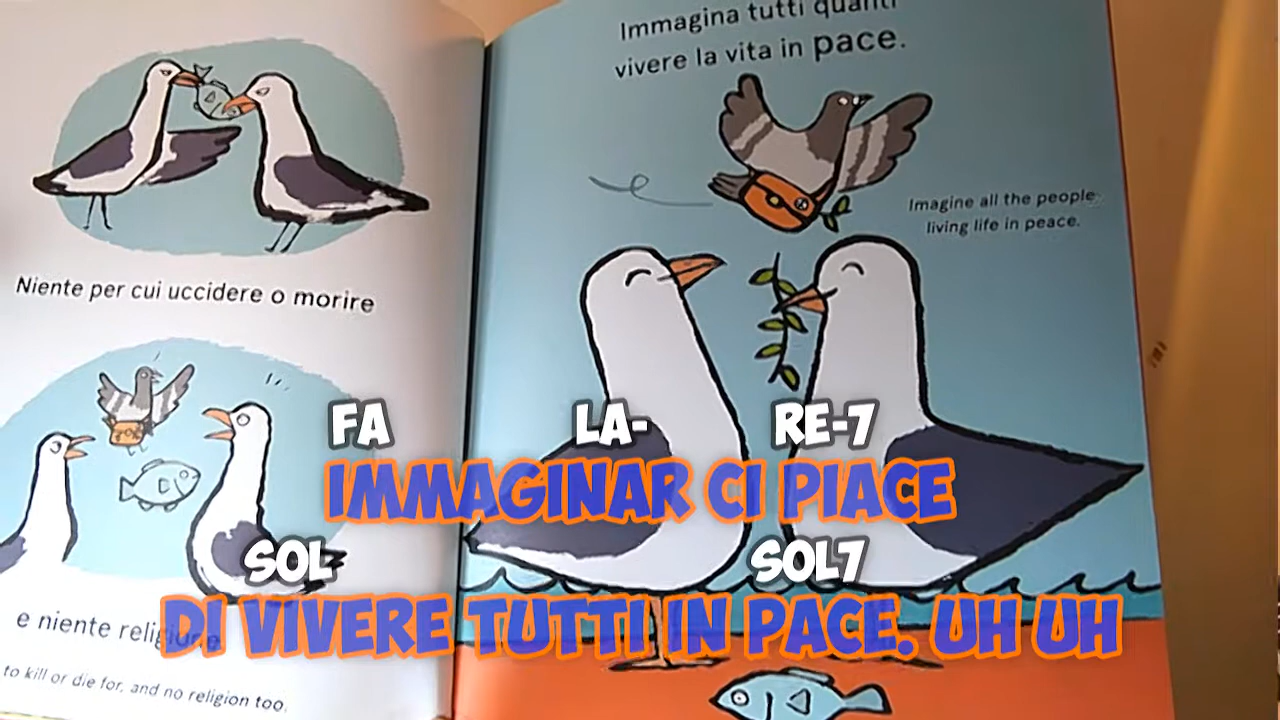 Niente per cui uccidere o morire
e niente religione
to kill or die for, and no religion too.
Immagina tutti quanti
vivere la vita in pace.
Imagine all the people
living life in peace.
FA LA- RE-7
IMMAGINAR CI PIACE
SOL SOL7
DI VIVERE TUTTI IN PACE. UH UH